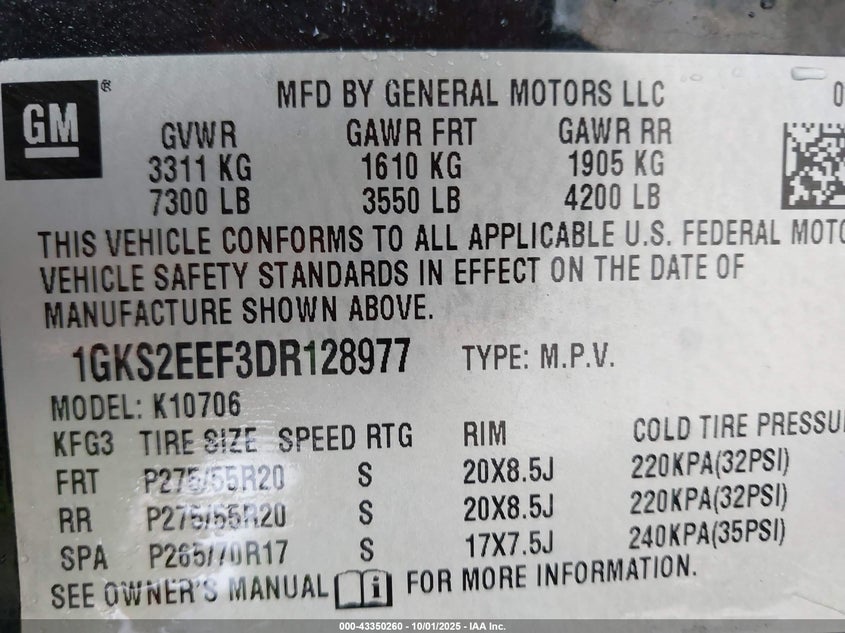 GM ®
MFD BY GENERAL MOTORS LLC
GVWR GAWR FRT GAWR RR
3311 KG 1610 KG 1905 KG
7300 LB 3550 LB 4200 LB
THIS VEHICLE CONFORMS TO ALL APPLICABLE U.S. FEDERAL MOTO
VEHICLE SAFETY STANDARDS IN EFFECT ON THE DATE OF
MANUFACTURE SHOWN ABOVE.
1GKS2EEF3DR128977 TYPE: M.P.V.
MODEL: K10706
KFG3 TIRE SIZE SPEED RTG RIM COLD TIRE PRESSU
FRT P275/55R20 S 20X8.5J 220KPA(32PSI)
RR P275/55R20 S 20X8.5J 220KPA(32PSI)
SPA P265/70R17 S 17X7.5J 240KPA(35PSI)
SEE OWNER'S MANUAL i FOR MORE INFORMATION.
000-43350260 - 10/01/2025 - IAA Inc.